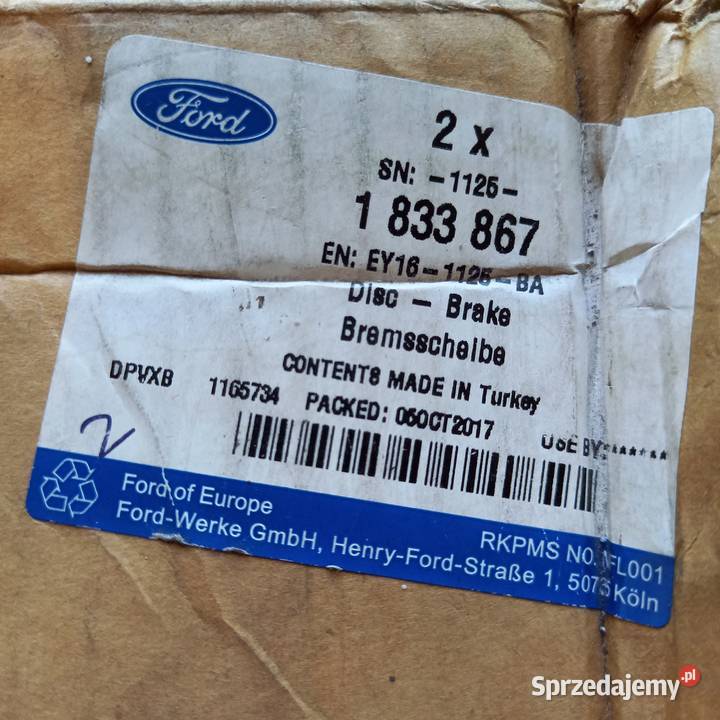 Ford
2 x
SN: -1125-
1 833 867
EN: EY16-1125-BA
Disc - Brake
Bremsscheibe
CONTENTS MADE IN Turkey
DPVXB 1165734 PACKED: 05OCT2017 USE BY:*******
2
Ford of Europe
Ford-Werke GmbH, Henry-Ford-Straße 1, 50735 Köln
RKPMS NO.
Sprzedajemy.pl